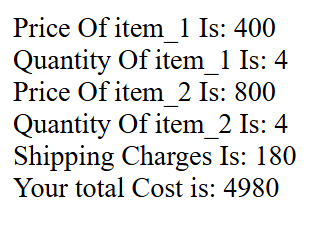 Price Of item_1 Is: 400
Quantity Of item_1 Is: 4
Price Of item_2 Is: 800
Quantity Of item_2 Is: 4
Shipping Charges Is: 180
Your total Cost is: 4980